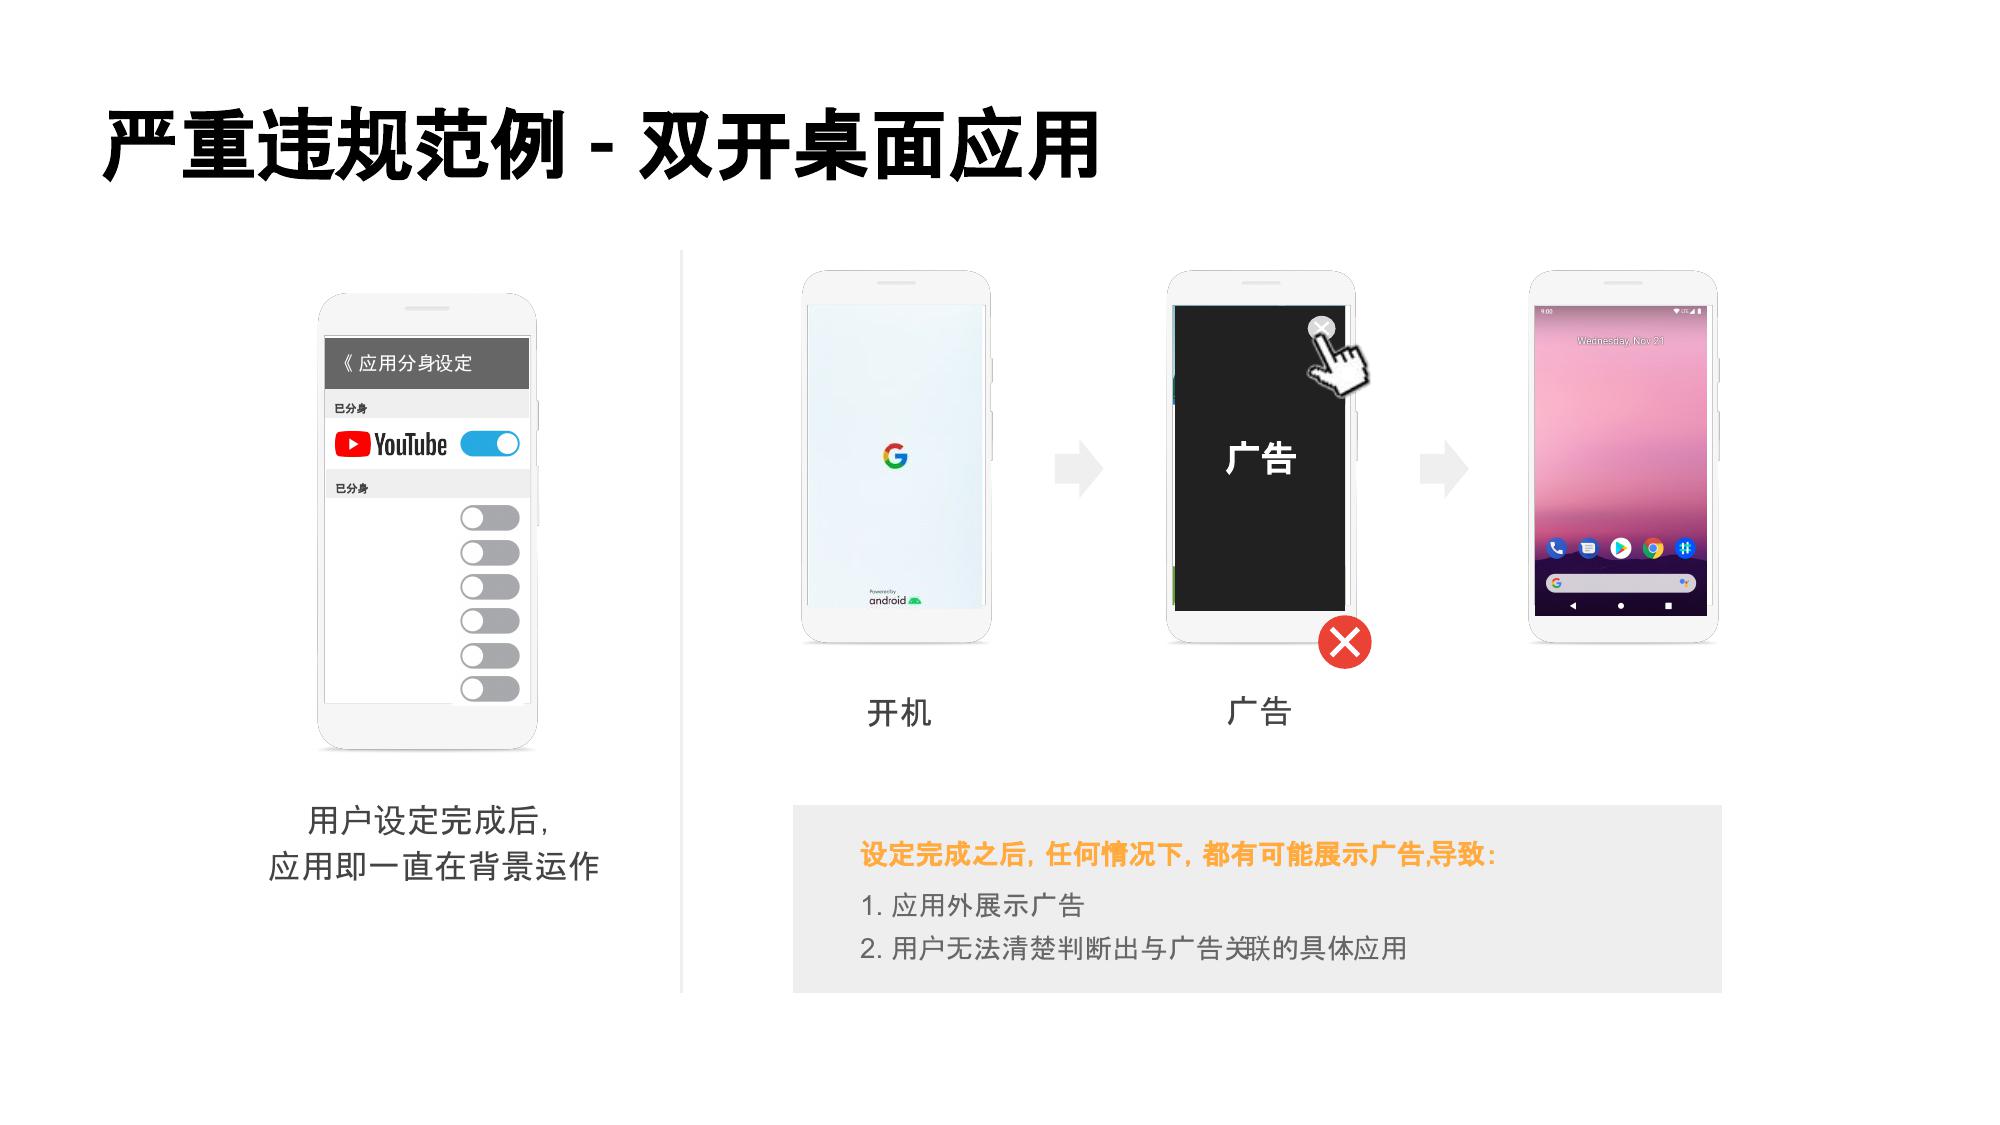 严重违规范例 - 双开桌面应用
《 应用分身设定
已分身
YouTube
已分身
用户设定完成后,
应用即一直在背景运作
Powered by
android
开机
广告
广告
9:00
LTE
Wednesday, Nov 21
设定完成之后, 任何情况下, 都有可能展示广告,导致:
1. 应用外展示广告
2. 用户无法清楚判断出与广告关联的具体应用